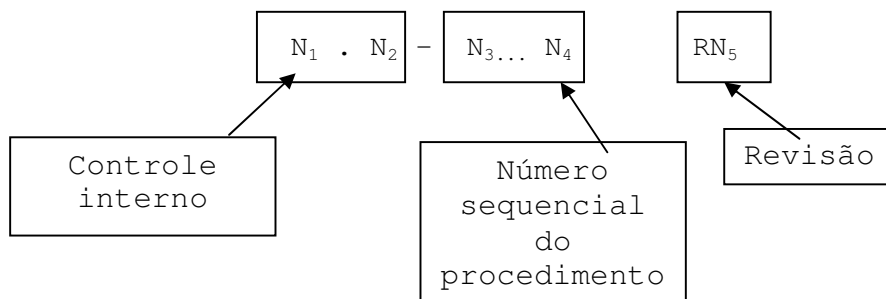 N₁ . N₂ – N₃... N₄ RN₅
Controle
interno
Número
sequencial
do
procedimento
Revisão